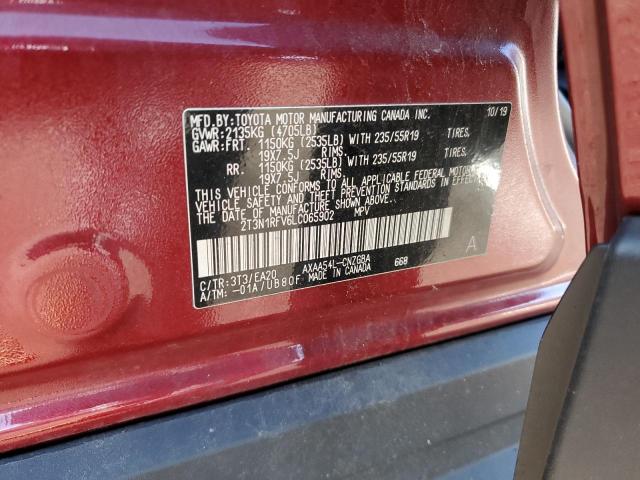 MFD.BY:TOYOTA MOTOR MANUFACTURING CANADA INC. 10/19
GVWR:2135KG (4705LB)
GAWR:FRT. 1150KG (2535LB) WITH 235/55R19 TIRES.
19X7.5J RIMS.
RR. 1150KG (2535LB) WITH 235/55R19 TIRES.
19X7.5J RIMS.
THIS VEHICLE CONFORMS TO ALL APPLICABLE FEDERAL MOTOR
VEHICLE SAFETY AND THEFT PREVENTION STANDARDS IN EFFECT
ON THE DATE OF MANUFACTURE SHOWN ABOVE.
2T3N1RFV6LC065902 MPV
A
C/TR:3T3/EA20 AXAA54L-CNZGBA 668
A/TM:-01A/UB80F MADE IN CANADA